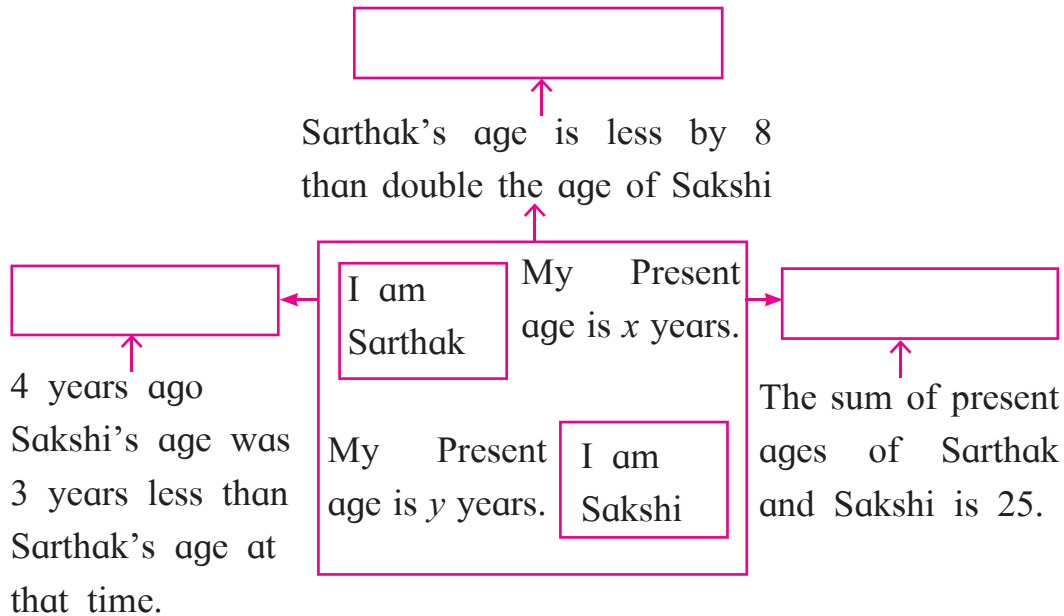 Sarthak's age is less by 8
than double the age of Sakshi
I am
Sarthak
My Present
age is x years.
4 years ago
Sakshi's age was
3 years less than
Sarthak's age at
that time.
My Present
age is y years.
I am
Sakshi
The sum of present
ages of Sarthak
and Sakshi is 25.